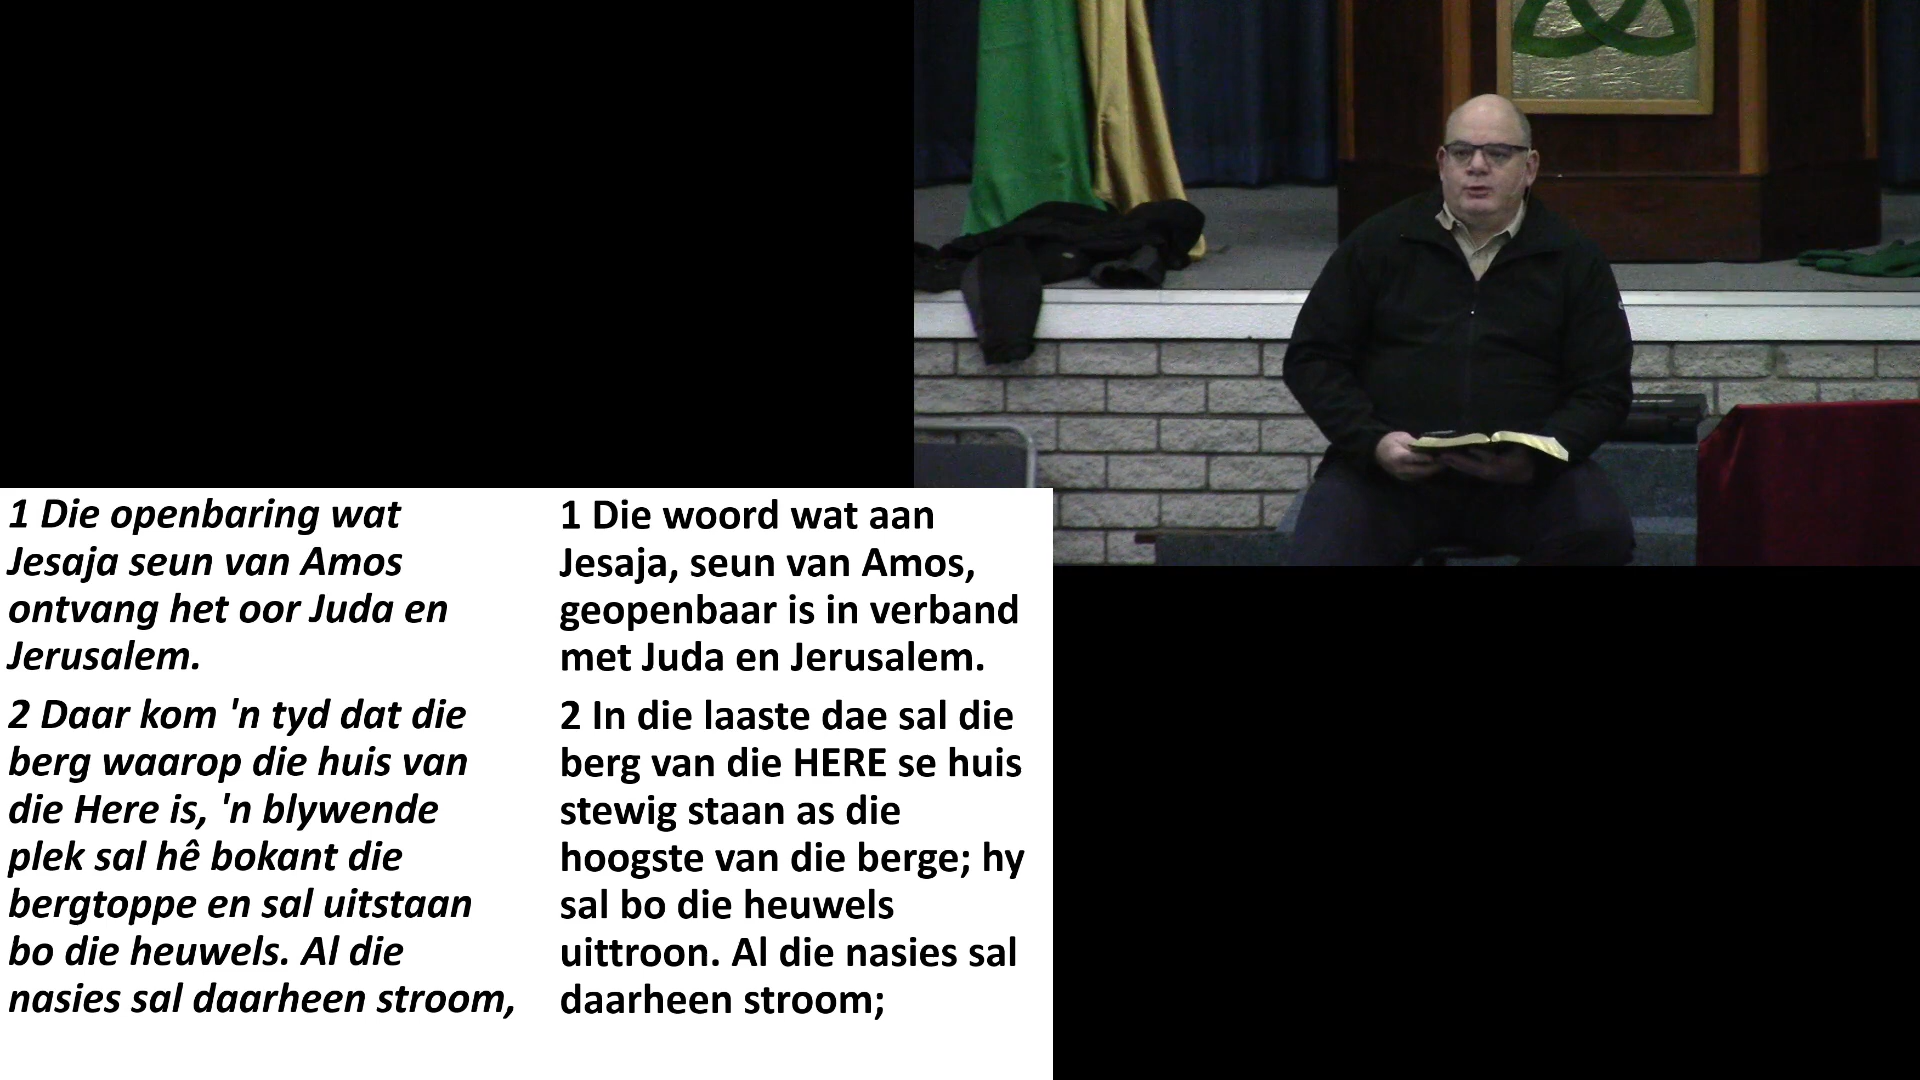 1 Die openbaring wat
Jesaja seun van Amos
ontvang het oor Juda en
Jerusalem.
2 Daar kom 'n tyd dat die
berg waarop die huis van
die Here is, 'n blywende
plek sal hê bokant die
bergtoppe en sal uitstaan
bo die heuwels. Al die
nasies sal daarheen stroom,
1 Die woord wat aan
Jesaja, seun van Amos,
geopenbaar is in verband
met Juda en Jerusalem.
2 In die laaste dae sal die
berg van die HERE se huis
stewig staan as die
hoogste van die berge; hy
sal bo die heuwels
uittroon. Al die nasies sal
daarheen stroom;